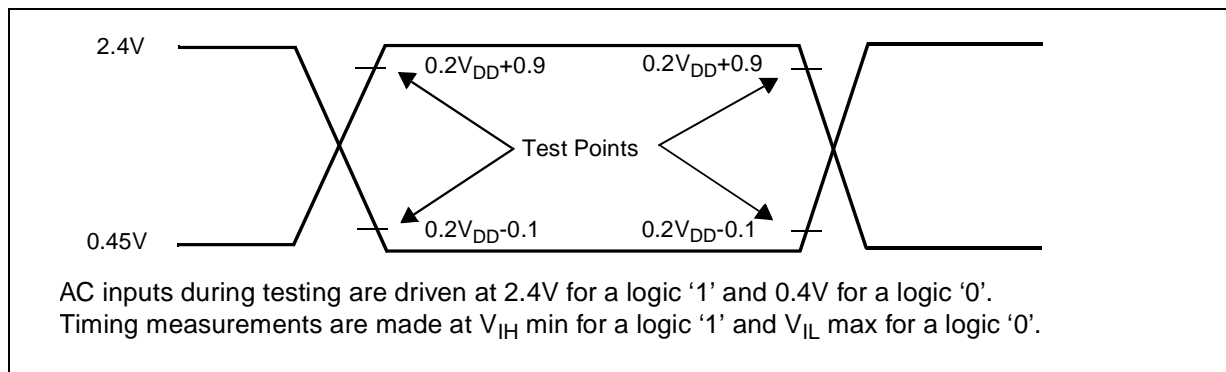 2.4V
0.2VDD+0.9 0.2VDD+0.9
Test Points
0.45V 0.2VDD-0.1 0.2VDD-0.1
AC inputs during testing are driven at 2.4V for a logic ‘1’ and 0.4V for a logic ‘0’.
Timing measurements are made at VIH min for a logic ‘1’ and VIL max for a logic ‘0’.